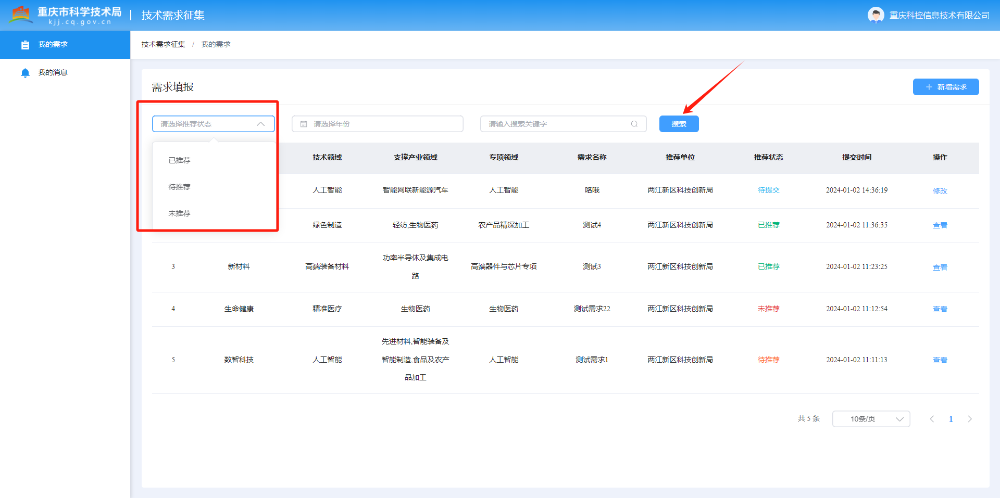 重庆市科学技术局
kjj.cq.gov.cn
技术需求征集
重庆科控信息技术有限公司
我的需求
我的消息
技术需求征集 / 我的需求
需求填报
新增需求
请选择推荐状态
请选择年份
请输入搜索关键字
搜索
已推荐
待推荐
未推荐
技术领域 支撑产业领域 专项领域 需求名称 推荐单位 推荐状态 提交时间 操作
人工智能 智能网联新能源汽车 人工智能 咯哦 两江新区科技创新局 待提交 2024-01-02 14:36:19 修改
绿色制造 轻纺,生物医药 农产品精深加工 测试4 两江新区科技创新局 已推荐 2024-01-02 11:36:35 查看
3 新材料 高端装备材料 功率半导体及集成电
路 高端器件与芯片专项 测试3 两江新区科技创新局 已推荐 2024-01-02 11:23:25 查看
4 生命健康 精准医疗 生物医药 生物医药 测试需求22 两江新区科技创新局 未推荐 2024-01-02 11:12:54 查看
5 数智科技 人工智能 先进材料,智能装备及
智能制造,食品及农产
品加工 人工智能 测试需求1 两江新区科技创新局 待推荐 2024-01-02 11:11:13 查看
共 5 条 10条/页 1